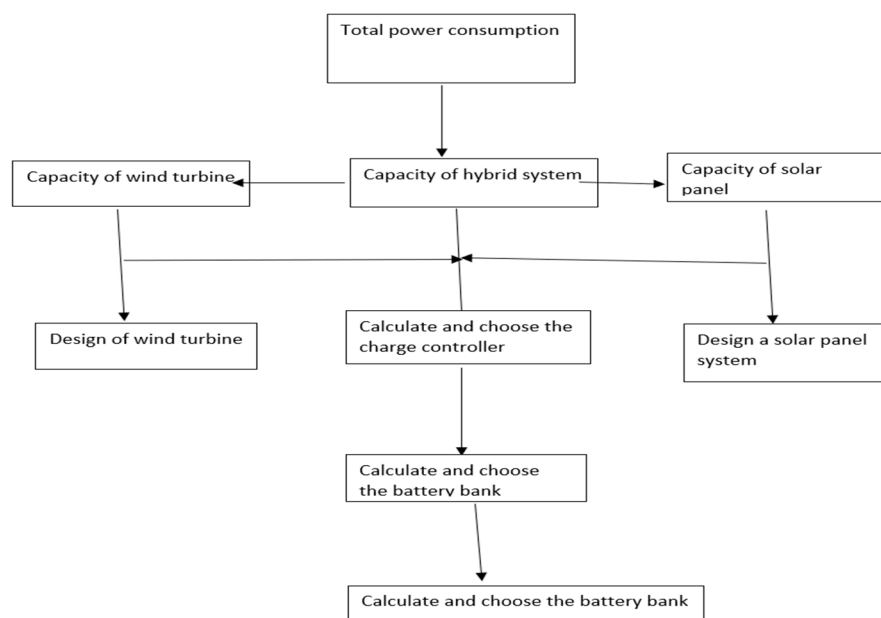 Total power consumption
Capacity of wind turbine
Capacity of hybrid system
Capacity of solar
panel
Design of wind turbine
Calculate and choose the
charge controller
Design a solar panel
system
Calculate and choose
the battery bank
Calculate and choose the battery bank